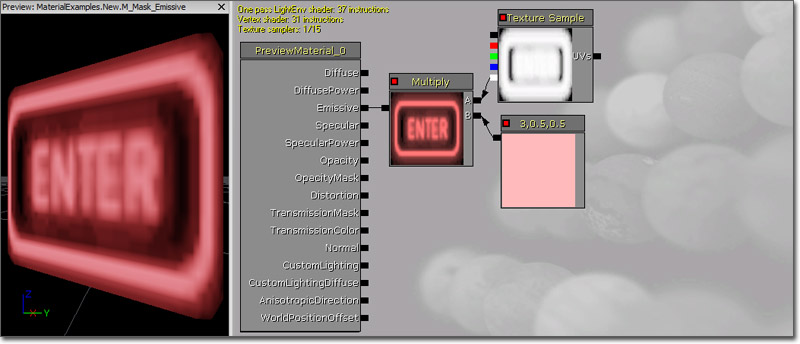 Preview: MaterialExamples.New.M_Mask_Emissive
ENTER
Z
X
Y
One pass LightEnv shader: 37 instructions
Vertex shader: 31 instructions
Texture samplers: 1/15
PreviewMaterial_0
Diffuse
DiffusePower
Emissive
Specular
SpecularPower
Opacity
OpacityMask
Distortion
TransmissionMask
TransmissionColor
Normal
CustomLighting
CustomLightingDiffuse
AnisotropicDirection
WorldPositionOffset
Multiply
A
B
ENTER
Texture Sample
UVs
3,0.5,0.5